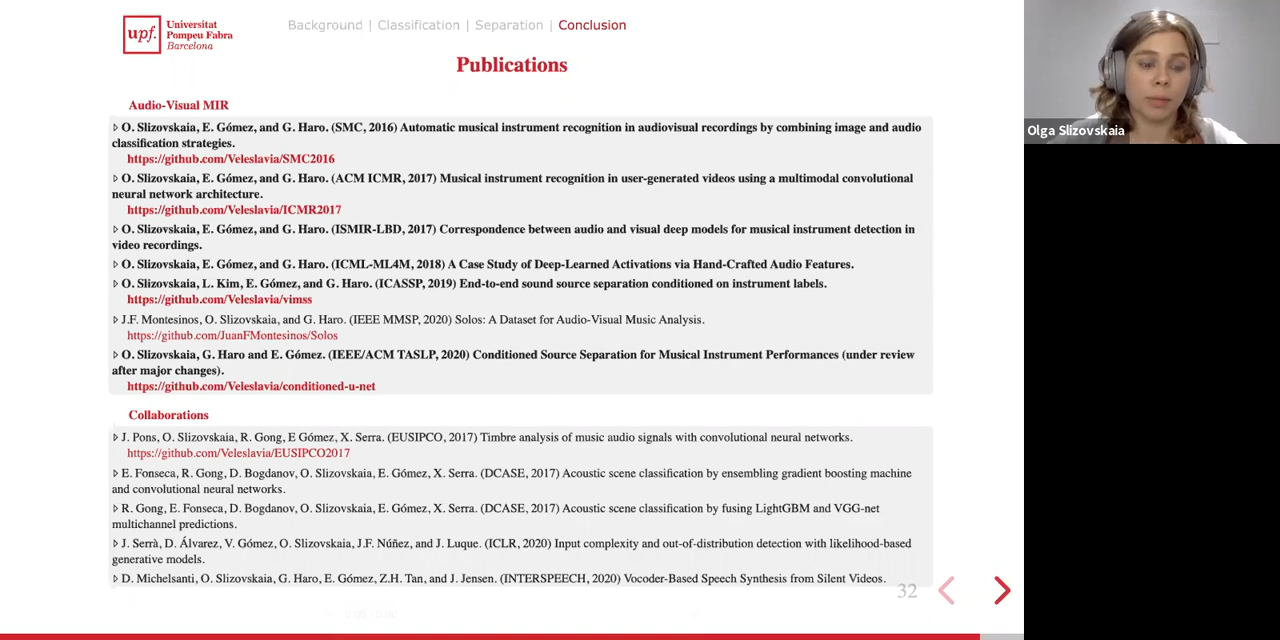 upf.
Universitat
Pompeu Fabra
Barcelona
Background | Classification | Separation | Conclusion
Publications
Audio-Visual MIR
▹ O. Slizovskaia, E. Gómez, and G. Haro. (SMC, 2016) Automatic musical instrument recognition in audiovisual recordings by combining image and audio
classification strategies.
https://github.com/Veleslavia/SMC2016
▹ O. Slizovskaia, E. Gómez, and G. Haro. (ACM ICMR, 2017) Musical instrument recognition in user-generated videos using a multimodal convolutional
neural network architecture.
https://github.com/Veleslavia/ICMR2017
▹ O. Slizovskaia, E. Gómez, and G. Haro. (ISMIR-LBD, 2017) Correspondence between audio and visual deep models for musical instrument detection in
video recordings.
▹ O. Slizovskaia, E. Gómez, and G. Haro. (ICML-ML4M, 2018) A Case Study of Deep-Learned Activations via Hand-Crafted Audio Features.
▹ O. Slizovskaia, L. Kim, E. Gómez, and G. Haro. (ICASSP, 2019) End-to-end sound source separation conditioned on instrument labels.
https://github.com/Veleslavia/vimss
▹ J.F. Montesinos, O. Slizovskaia, and G. Haro. (IEEE MMSP, 2020) Solos: A Dataset for Audio-Visual Music Analysis.
https://github.com/JuanFMontesinos/Solos
▹ O. Slizovskaia, G. Haro and E. Gómez. (IEEE/ACM TASLP, 2020) Conditioned Source Separation for Musical Instrument Performances (under review
after major changes).
https://github.com/Veleslavia/conditioned-u-net
Collaborations
▹ J. Pons, O. Slizovskaia, R. Gong, E Gómez, X. Serra. (EUSIPCO, 2017) Timbre analysis of music audio signals with convolutional neural networks.
https://github.com/Veleslavia/EUSIPCO2017
▹ E. Fonseca, R. Gong, D. Bogdanov, O. Slizovskaia, E. Gómez, X. Serra. (DCASE, 2017) Acoustic scene classification by ensembling gradient boosting machine
and convolutional neural networks.
▹ R. Gong, E. Fonseca, D. Bogdanov, O. Slizovskaia, E. Gómez, X. Serra. (DCASE, 2017) Acoustic scene classification by fusing LightGBM and VGG-net
multichannel predictions.
▹ J. Serrà, D. Álvarez, V. Gómez, O. Slizovskaia, J.F. Núñez, and J. Luque. (ICLR, 2020) Input complexity and out-of-distribution detection with likelihood-based
generative models.
▹ D. Michelsanti, O. Slizovskaia, G. Haro, E. Gómez, Z.H. Tan, and J. Jensen. (INTERSPEECH, 2020) Vocoder-Based Speech Synthesis from Silent Videos.
32
Olga Slizovskaia